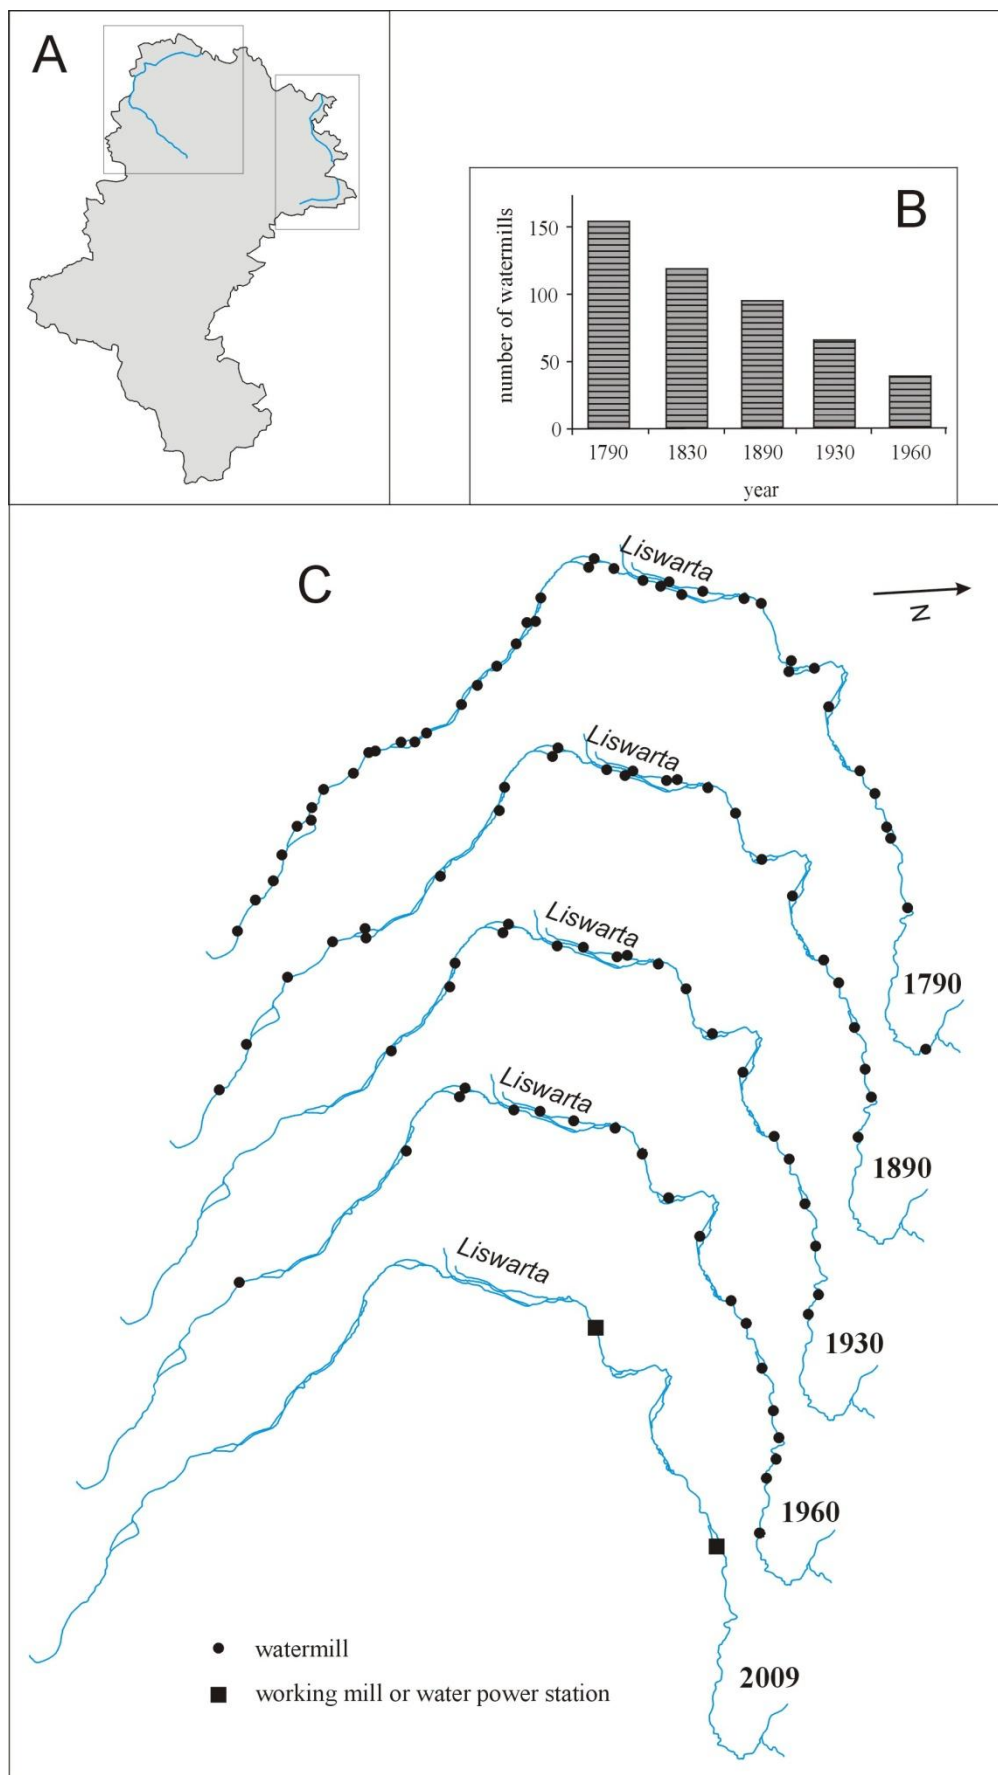 A
B
number of watermills
150
100
50
0
1790 1830 1890 1930 1960
year
C
Liswarta
N
1790
Liswarta
1890
Liswarta
1930
Liswarta
1960
Liswarta
2009
watermill
working mill or water power station